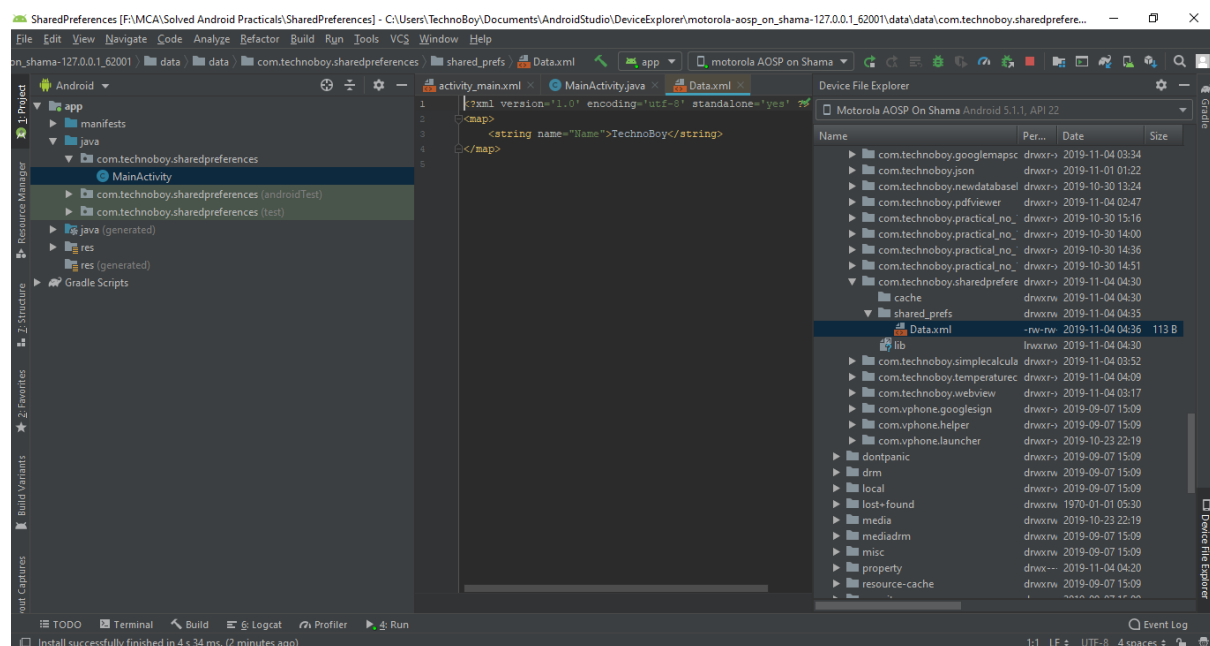 SharedPreferences [F:\MCA\Solved Android Practicals\SharedPreferences] - C:\Users\TechnoBoy\Documents\AndroidStudio\DeviceExplorer\motorola-aosp_on_shama-127.0.0.1_62001\data\data\com.technoboy.sharedprefere...
File Edit View Navigate Code Analyze Refactor Build Run Tools VCS Window Help
on_shama-127.0.0.1_62001 data data com.technoboy.sharedpreferences shared_prefs Data.xml app motorola AOSP on Shama
1: Project
Resource Manager
7: Structure
2: Favorites
Build Variants
Layout Captures
Android
app
manifests
java
com.technoboy.sharedpreferences
MainActivity
com.technoboy.sharedpreferences (androidTest)
com.technoboy.sharedpreferences (test)
java (generated)
res
res (generated)
Gradle Scripts
activity_main.xml MainActivity.java Data.xml
1 <?xml version='1.0' encoding='utf-8' standalone='yes' ?>
2 <map>
3 <string name="Name">TechnoBoy</string>
4 </map>
5
Device File Explorer
Motorola AOSP On Shama Android 5.1.1, API 22
Name Per... Date Size
com.technoboy.googlemapsc drwxr-x 2019-11-04 03:34
com.technoboy.json drwxr-x 2019-11-01 01:22
com.technoboy.newdatabasel drwxr-x 2019-10-30 13:24
com.technoboy.pdfviewer drwxr-x 2019-11-04 02:47
com.technoboy.practical_no_ drwxr-x 2019-10-30 15:16
com.technoboy.practical_no_ drwxr-x 2019-10-30 14:00
com.technoboy.practical_no_ drwxr-x 2019-10-30 14:36
com.technoboy.practical_no_ drwxr-x 2019-10-30 14:51
com.technoboy.sharedprefere drwxr-x 2019-11-04 04:30
cache drwxrw 2019-11-04 04:30
shared_prefs drwxrw 2019-11-04 04:35
Data.xml -rw-rw- 2019-11-04 04:36 113 B
lib lrwxrwx 2019-11-04 04:30
com.technoboy.simplecalcula drwxr-x 2019-11-04 03:52
com.technoboy.temperaturec drwxr-x 2019-11-04 04:09
com.technoboy.webview drwxr-x 2019-11-04 03:17
com.vphone.googlesign drwxr-x 2019-09-07 15:09
com.vphone.helper drwxr-x 2019-09-07 15:09
com.vphone.launcher drwxr-x 2019-10-23 22:19
dontpanic drwxr-x 2019-09-07 15:09
drm drwxrw 2019-09-07 15:09
local drwxr-x 2019-09-07 15:09
lost+found drwxrw 1970-01-01 05:30
media drwxrw 2019-10-23 22:19
mediadrm drwxrw 2019-09-07 15:09
misc drwxrw 2019-09-07 15:09
property drwx--- 2019-11-04 04:20
resource-cache drwxrw 2019-09-07 15:09
Gradle
Device File Explorer
TODO Terminal Build 6: Logcat Profiler 4: Run Event Log
Install successfully finished in 4 s 34 ms. (2 minutes ago) 1:1 LF UTF-8 4 spaces